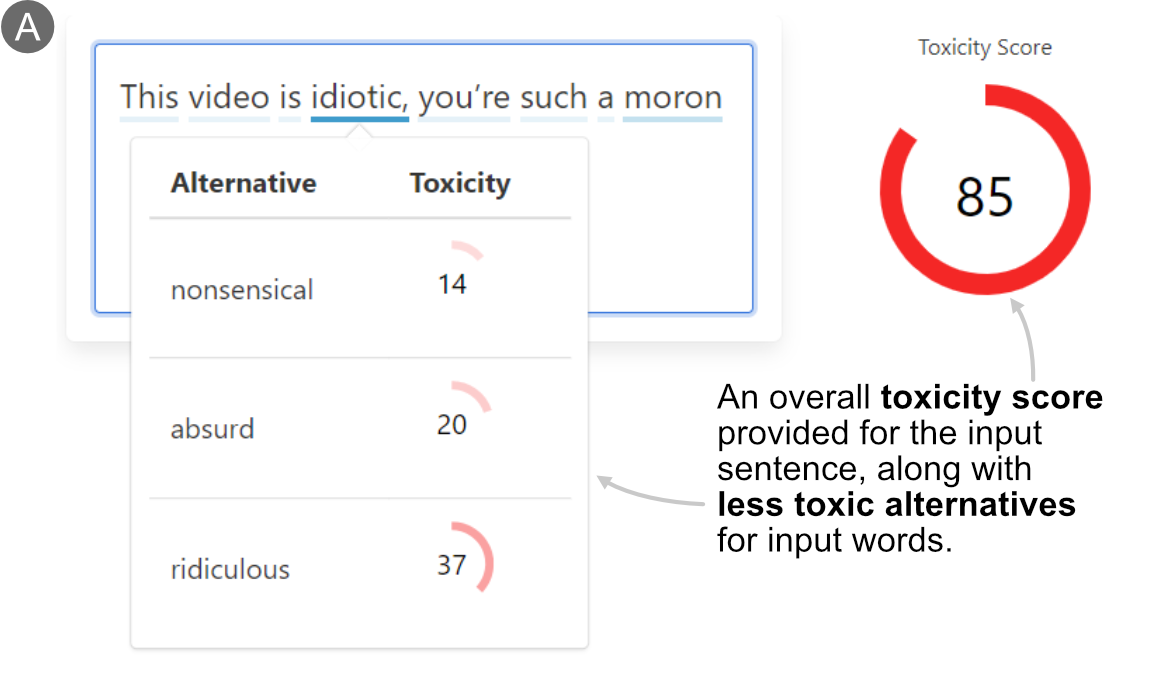 A
Toxicity Score
This video is idiotic, you’re such a moron
85
Alternative Toxicity
nonsensical 14
absurd 20
ridiculous 37
An overall toxicity score
provided for the input
sentence, along with
less toxic alternatives
for input words.